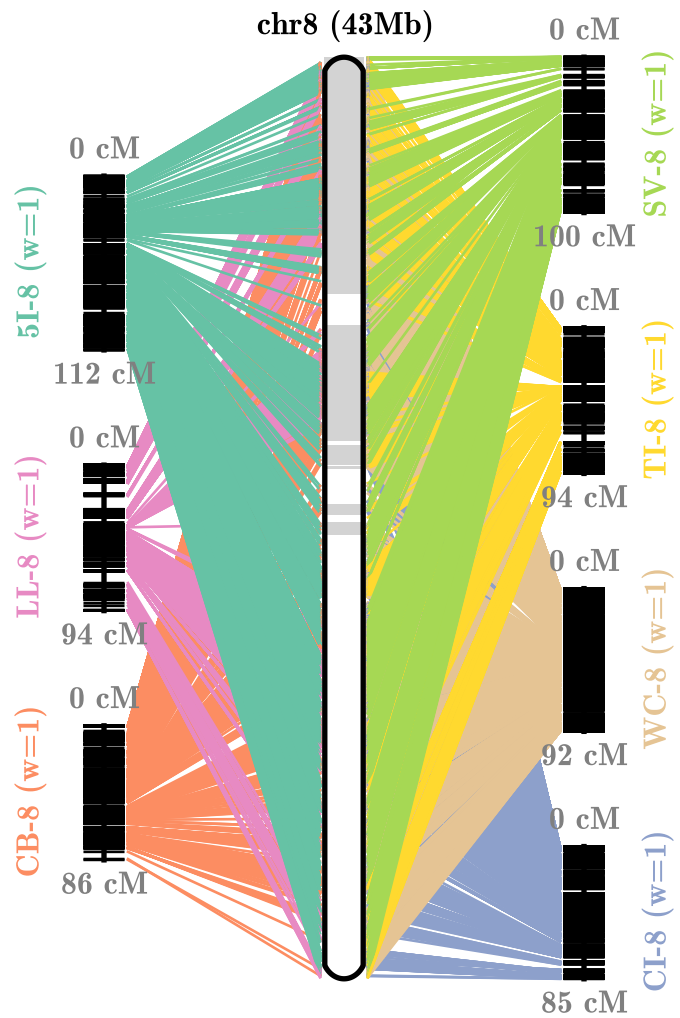 chr8 (43Mb)
0 cM
5I-8 (w=1)
112 cM
0 cM
LL-8 (w=1)
94 cM
0 cM
CB-8 (w=1)
86 cM
0 cM
SV-8 (w=1)
100 cM
0 cM
TI-8 (w=1)
94 cM
0 cM
WC-8 (w=1)
92 cM
0 cM
CI-8 (w=1)
85 cM